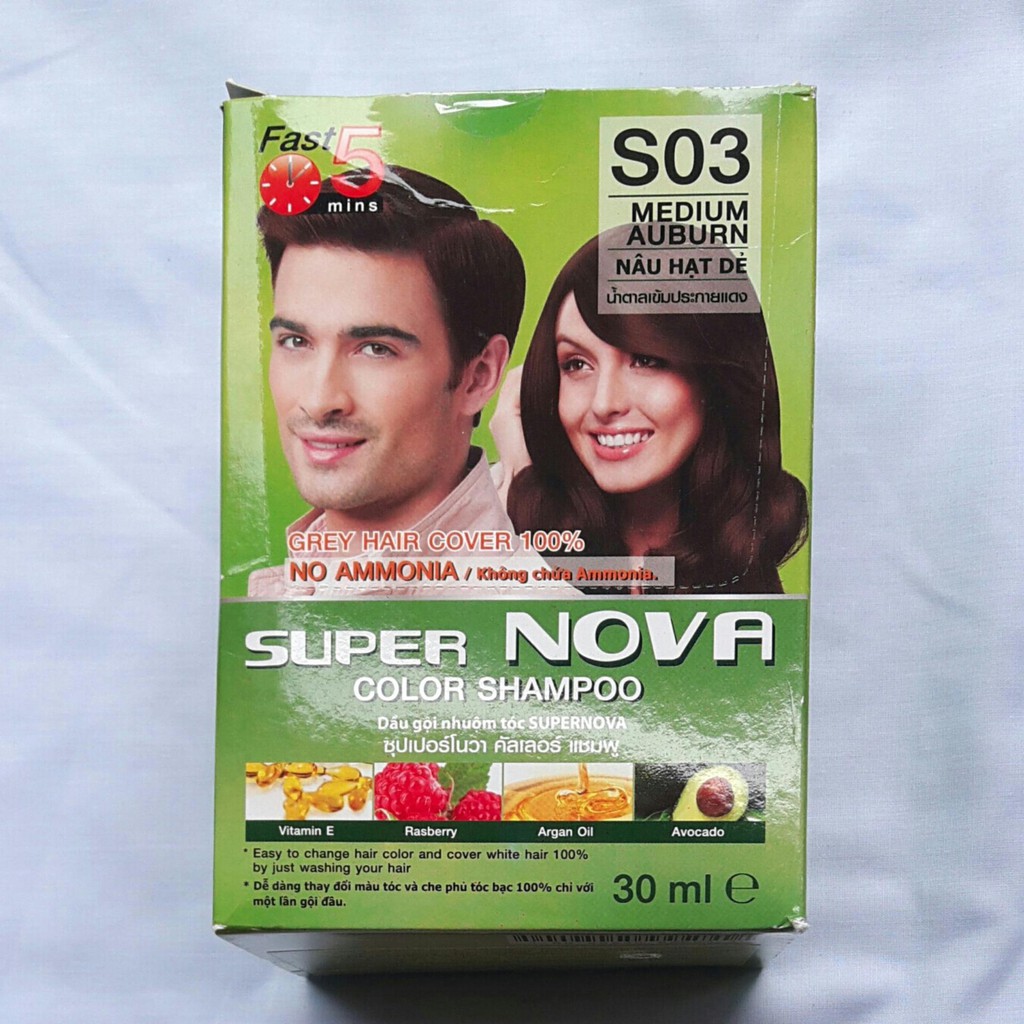 Fast 5
mins
S03
MEDIUM
AUBURN
NÂU HẠT DẺ
น้ำตาลเข้มประกายแดง
GREY HAIR COVER 100%
NO AMMONIA / Không chứa Ammonia.
SUPER NOVA
COLOR SHAMPOO
Dầu gội nhuộm tóc SUPERNOVA
ซุปเปอร์โนวา คัลเลอร์ แชมพู
Vitamin E Rasberry Argan Oil Avocado
* Easy to change hair color and cover white hair 100%
by just washing your hair
* Dễ dàng thay đổi màu tóc và che phủ tóc bạc 100% chỉ với
một lần gội đầu.
30 ml ℮